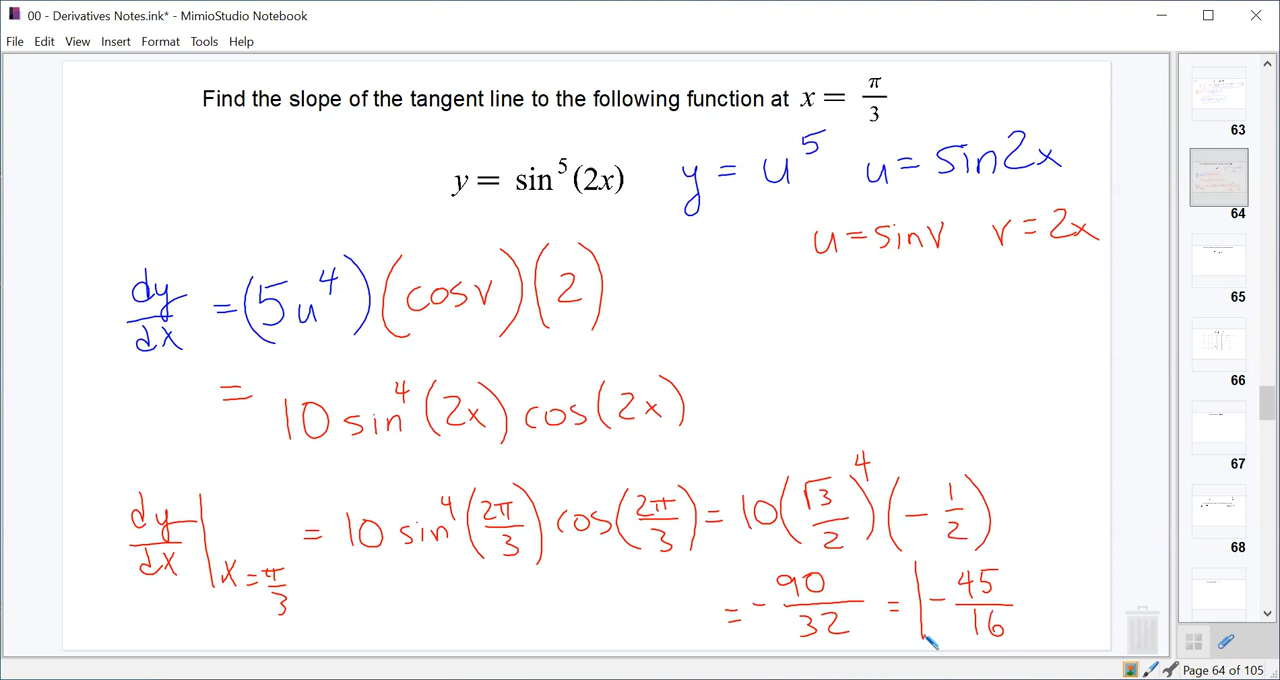 00 - Derivatives Notes.ink* - MimioStudio Notebook
File Edit View Insert Format Tools Help
Find the slope of the tangent line to the following function at x = π/3
y = sin⁵(2x) y = u⁵ u = sin2x
u = sinv v = 2x
dy/dx = (5u⁴)(cosv)(2)
= 10 sin⁴(2x) cos(2x)
dy/dx | x = π/3 = 10 sin⁴(2π/3) cos(2π/3) = 10(√3/2)⁴(-1/2)
= - 90/32 = - 45/16
63
64
65
66
67
68
Page 64 of 105